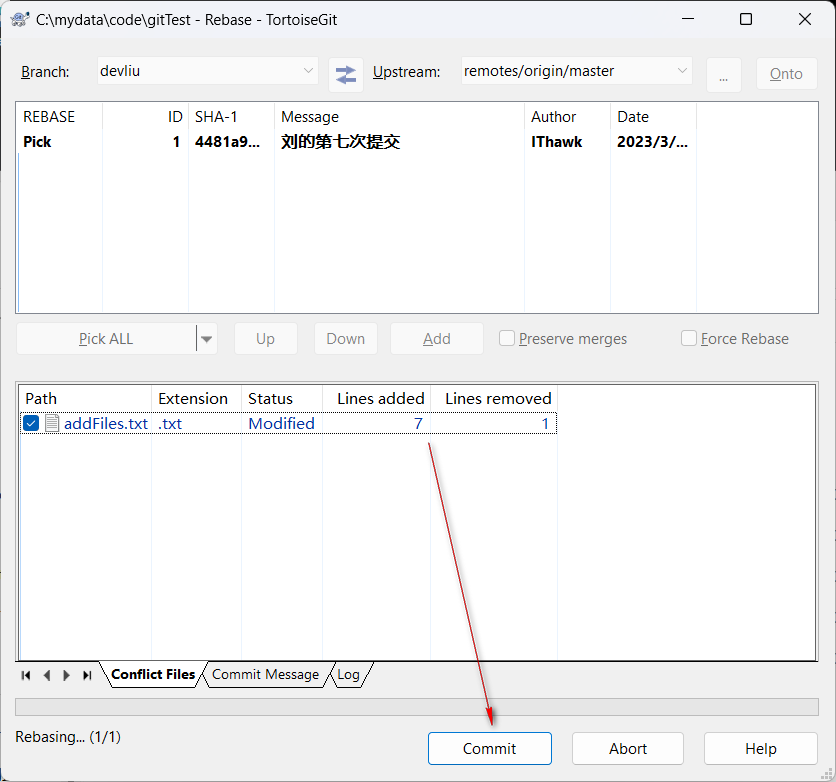 C:\mydata\code\gitTest - Rebase - TortoiseGit
Branch: devliu Upstream: remotes/origin/master ... Onto
REBASE ID SHA-1 Message Author Date
Pick 1 4481a9... 刘的第七次提交 IThawk 2023/3/...
Pick ALL Up Down Add Preserve merges Force Rebase
Path Extension Status Lines added Lines removed
addFiles.txt .txt Modified 7 1
Conflict Files Commit Message Log
Rebasing... (1/1)
Commit Abort Help